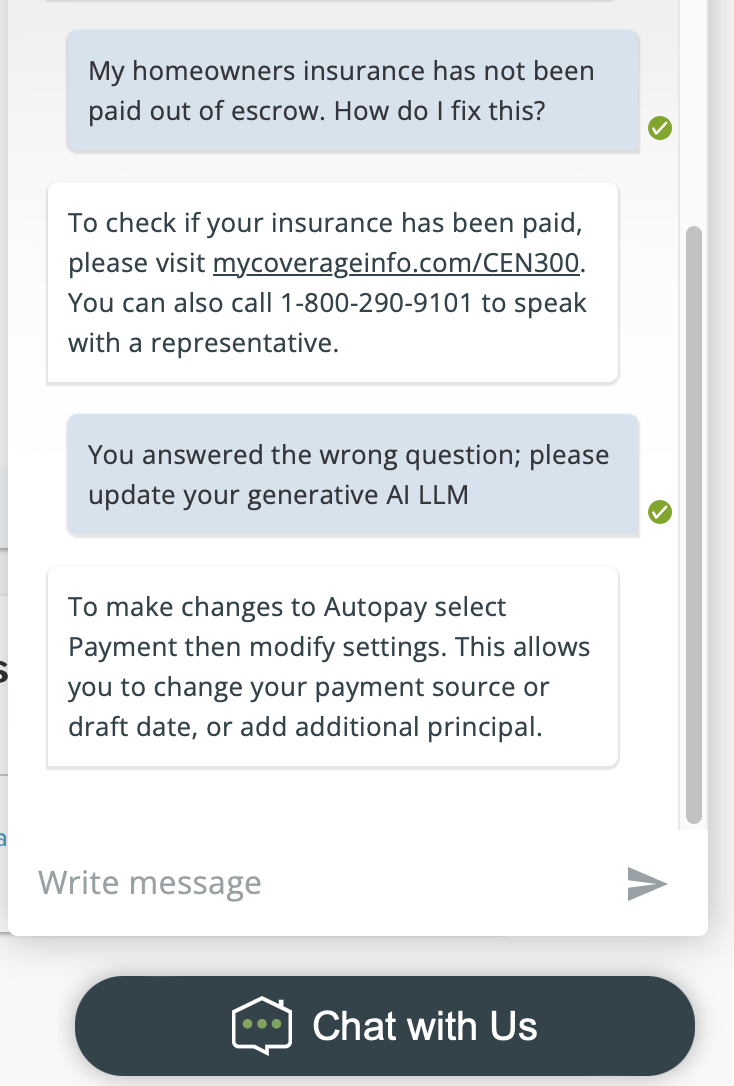 My homeowners insurance has not been
paid out of escrow. How do I fix this?
To check if your insurance has been paid,
please visit mycoverageinfo.com/CEN300.
You can also call 1-800-290-9101 to speak
with a representative.
You answered the wrong question; please
update your generative AI LLM
To make changes to Autopay select
Payment then modify settings. This allows
you to change your payment source or
draft date, or add additional principal.
s
a
Write message
Chat with Us